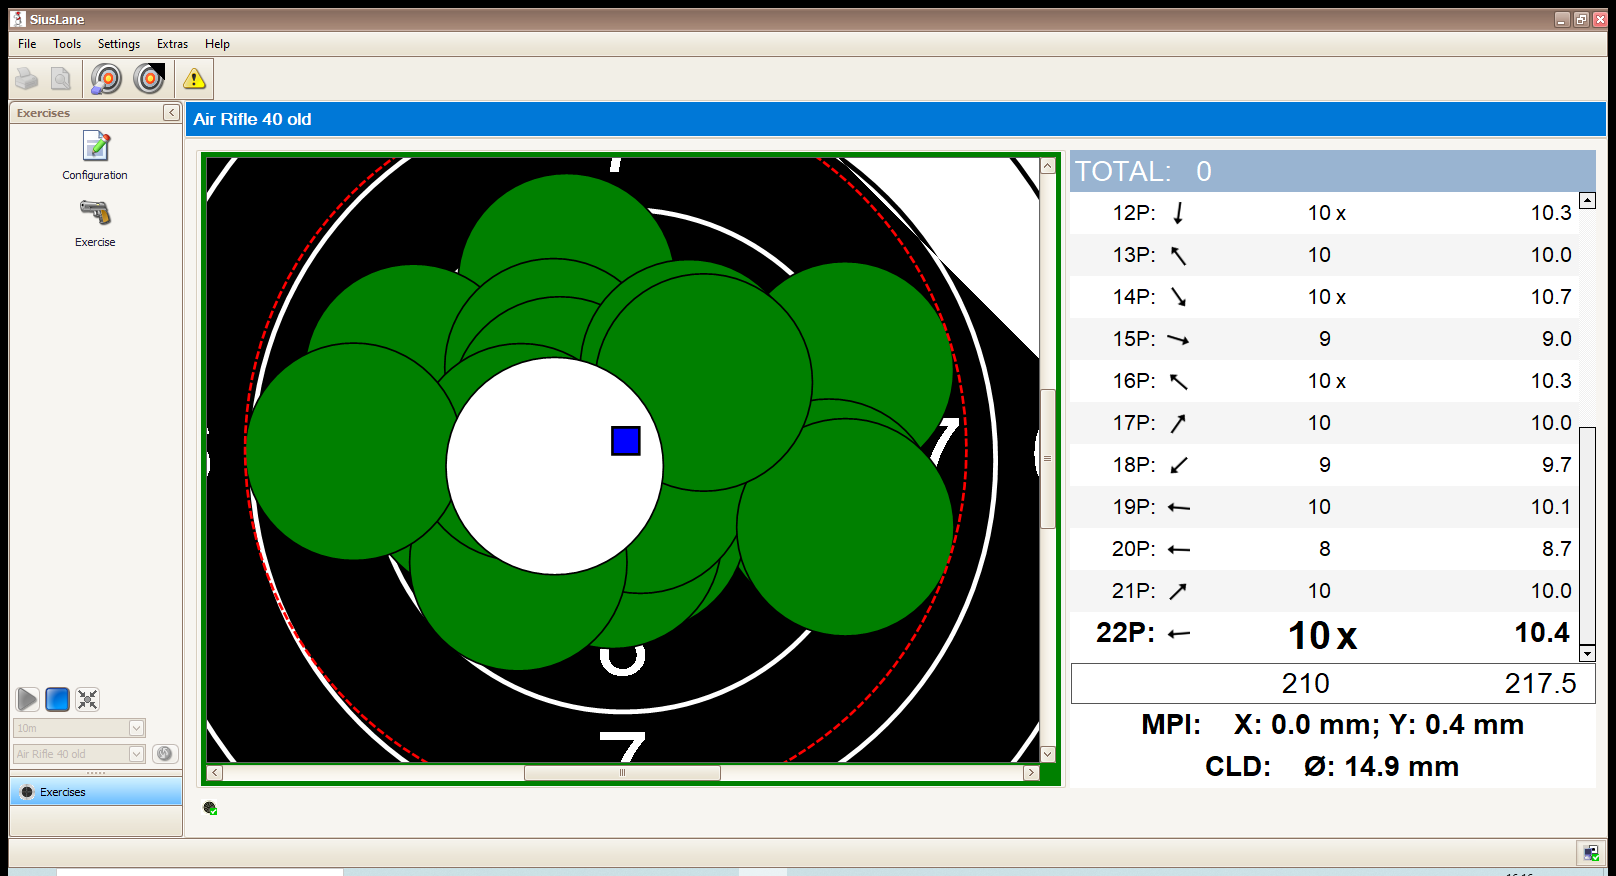 SiusLane
File Tools Settings Extras Help
Exercises
Configuration
Exercise
10m
Air Rifle 40 old
Exercises
Air Rifle 40 old
7
7
8
7
TOTAL: 0
12P: 10 x 10.3
13P: 10 10.0
14P: 10 x 10.7
15P: 9 9.0
16P: 10 x 10.3
17P: 10 10.0
18P: 9 9.7
19P: 10 10.1
20P: 8 8.7
21P: 10 10.0
22P: 10 x 10.4
210 217.5
MPI: X: 0.0 mm; Y: 0.4 mm
CLD: Ø: 14.9 mm